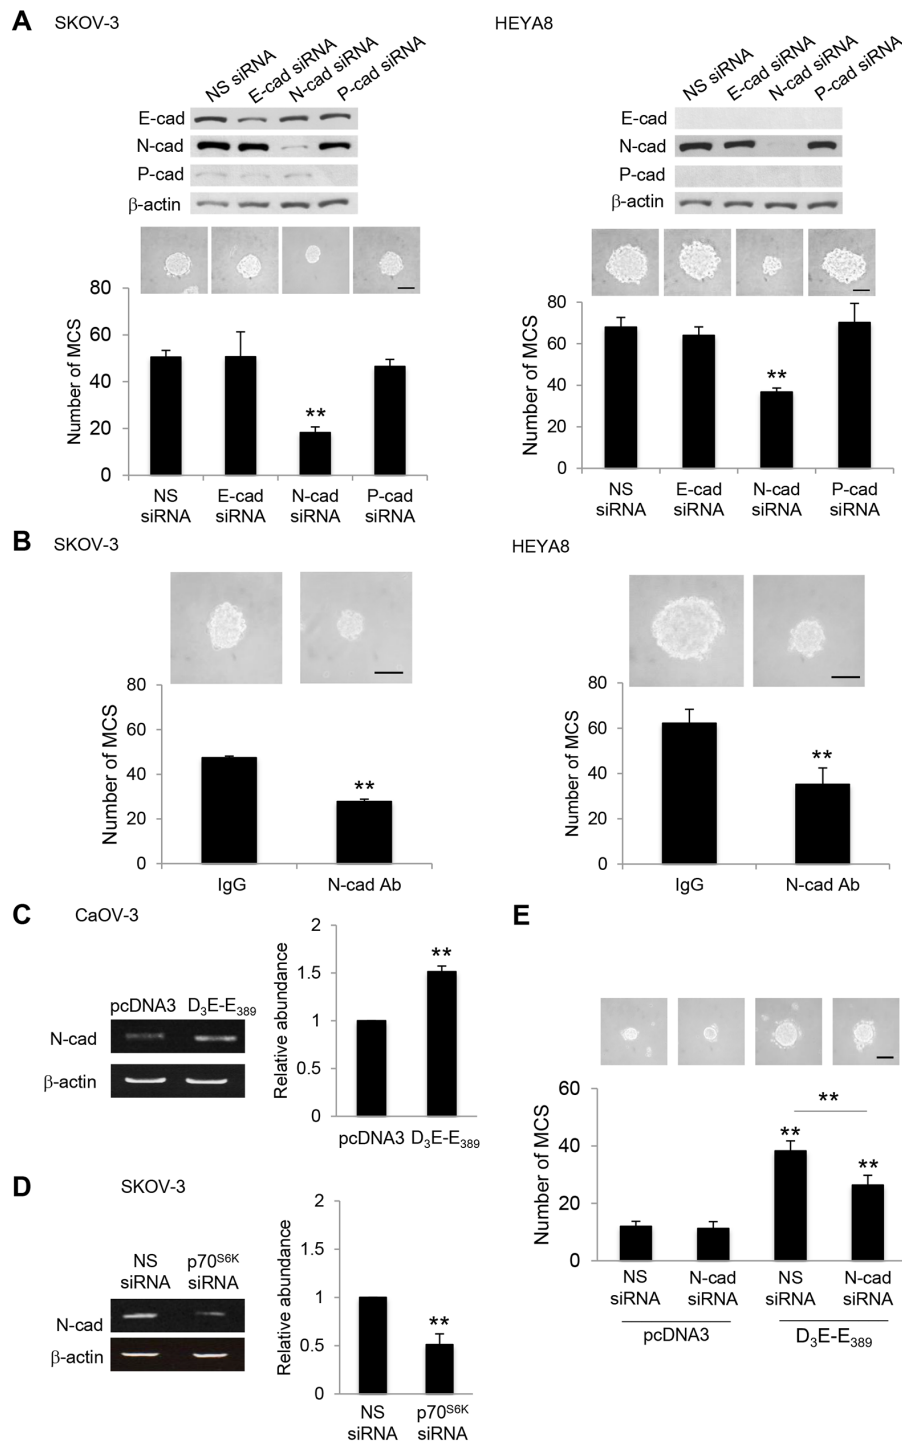 A SKOV-3 HEYA8
NS siRNA E-cad siRNA N-cad siRNA P-cad siRNA
NS siRNA E-cad siRNA N-cad siRNA P-cad siRNA
E-cad E-cad
N-cad N-cad
P-cad P-cad
β-actin β-actin
Number of MCS
80
60
40
20
0
NS siRNA
E-cad siRNA
N-cad siRNA
P-cad siRNA
**
Number of MCS
80
60
40
20
0
NS siRNA
E-cad siRNA
N-cad siRNA
P-cad siRNA
**
B SKOV-3 HEYA8
Number of MCS
80
60
40
20
0
**
IgG N-cad Ab
Number of MCS
80
60
40
20
0
**
IgG N-cad Ab
C CaOV-3
pcDNA3 D3E-E389
N-cad
β-actin
Relative abundance
2
1.5
1
0.5
0
**
pcDNA3 D3E-E389
D SKOV-3
NS siRNA
p70S6K siRNA
N-cad
β-actin
Relative abundance
2
1.5
1
0.5
0
**
NS siRNA
p70S6K siRNA
E
Number of MCS
60
40
20
0
**
**
**
NS siRNA
N-cad siRNA
NS siRNA
N-cad siRNA
pcDNA3 D3E-E389